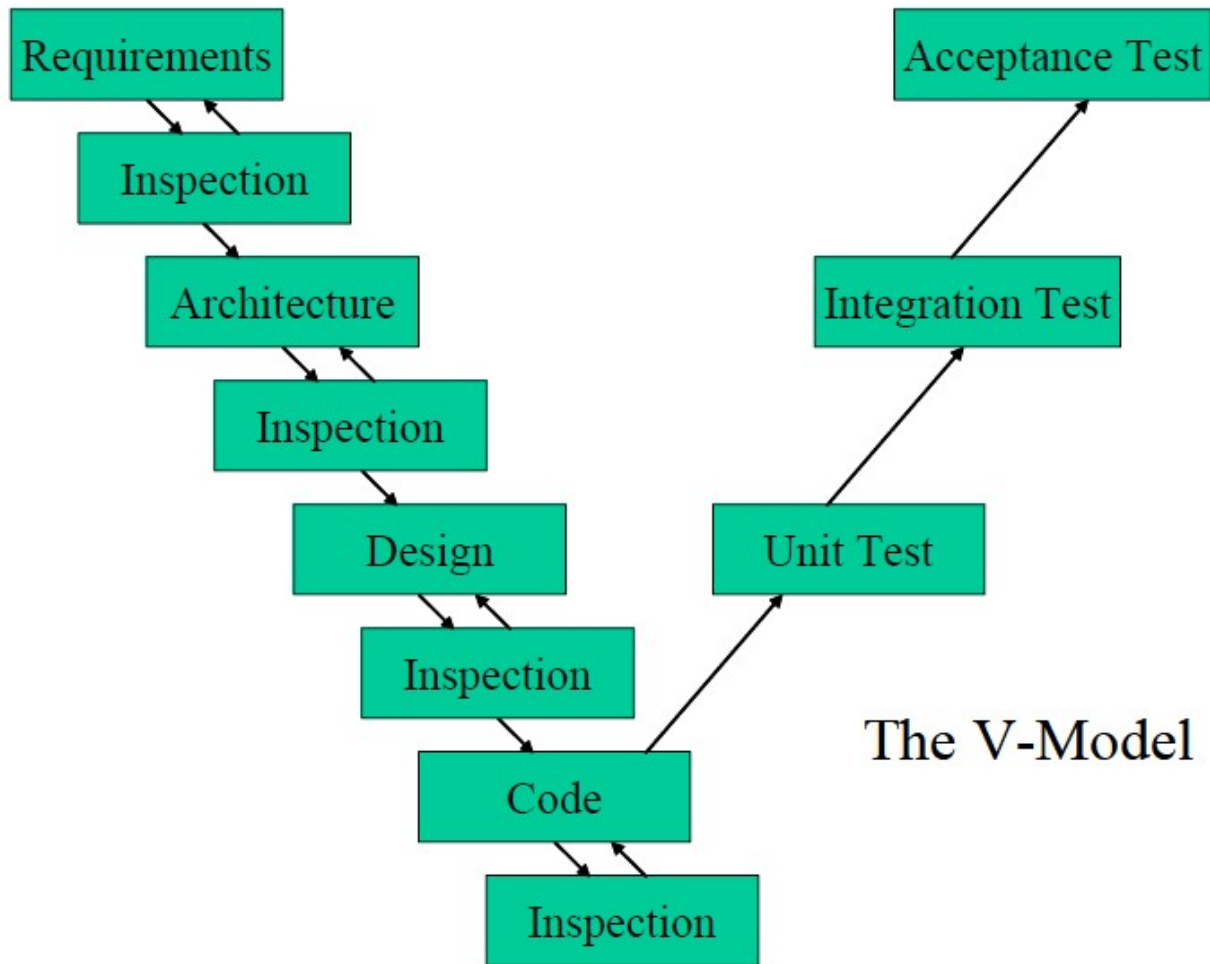 Requirements
Acceptance Test
Inspection
Architecture
Integration Test
Inspection
Design
Unit Test
Inspection
The V-Model
Code
Inspection